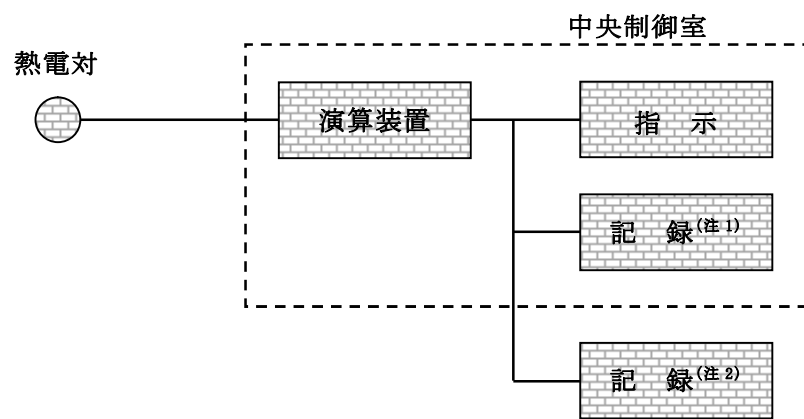 中央制御室
熱電対
演算装置
指 示
記 録(注1)
記 録(注2)